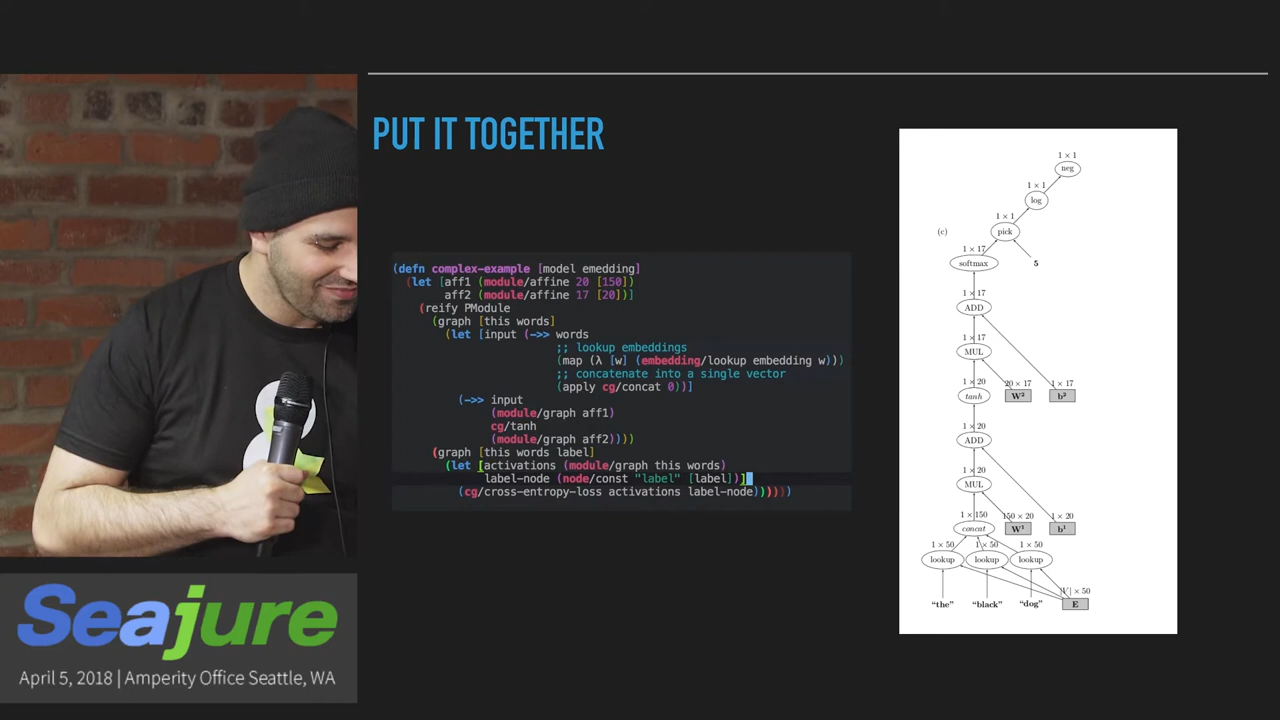 PUT IT TOGETHER
(defn complex-example [model emedding]
(let [aff1 (module/affine 20 [150])
aff2 (module/affine 17 [20])]
(reify PModule
(graph [this words]
(let [input (->> words
;; lookup embeddings
(map (λ [w] (embedding/lookup embedding w)))
;; concatenate into a single vector
(apply cg/concat 0))]
(->> input
(module/graph aff1)
cg/tanh
(module/graph aff2))))
(graph [this words label]
(let [activations (module/graph this words)
label-node (node/const "label" [label])]
(cg/cross-entropy-loss activations label-node))))))
1 × 1
neg
1 × 1
log
1 × 1
(c)
pick
1 × 17
softmax
5
1 × 17
ADD
1 × 17
MUL
1 × 20
20 × 17
1 × 17
tanh
W²
b²
1 × 20
ADD
1 × 20
MUL
1 × 150
150 × 20
1 × 20
concat
W¹
b¹
1 × 50
1 × 50
1 × 50
lookup
lookup
lookup
|V| × 50
"the"
"black"
"dog"
E
Seajure
April 5, 2018 | Amperity Office Seattle, WA